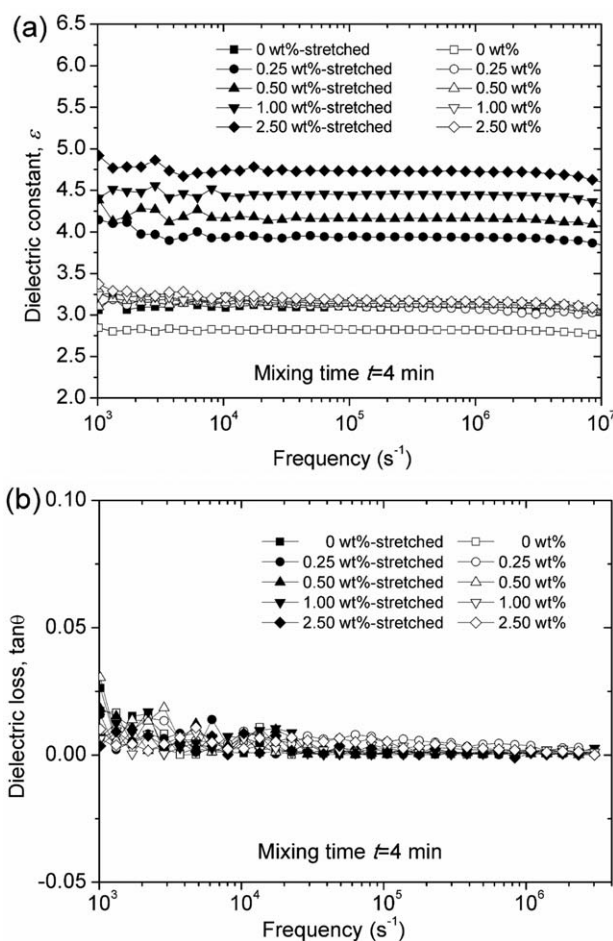 (a)
6.5
6.0
5.5
5.0
4.5
4.0
3.5
3.0
2.5
2.0
Dielectric constant, ε
0 wt%-stretched 0 wt%
0.25 wt%-stretched 0.25 wt%
0.50 wt%-stretched 0.50 wt%
1.00 wt%-stretched 1.00 wt%
2.50 wt%-stretched 2.50 wt%
Mixing time t=4 min
10³ 10⁴ 10⁵ 10⁶ 10⁷
Frequency (s⁻¹)
(b)
0.10
0.05
0.00
-0.05
Dielectric loss, tanθ
0 wt%-stretched 0 wt%
0.25 wt%-stretched 0.25 wt%
0.50 wt%-stretched 0.50 wt%
1.00 wt%-stretched 1.00 wt%
2.50 wt%-stretched 2.50 wt%
Mixing time t=4 min
10³ 10⁴ 10⁵ 10⁶
Frequency (s⁻¹)